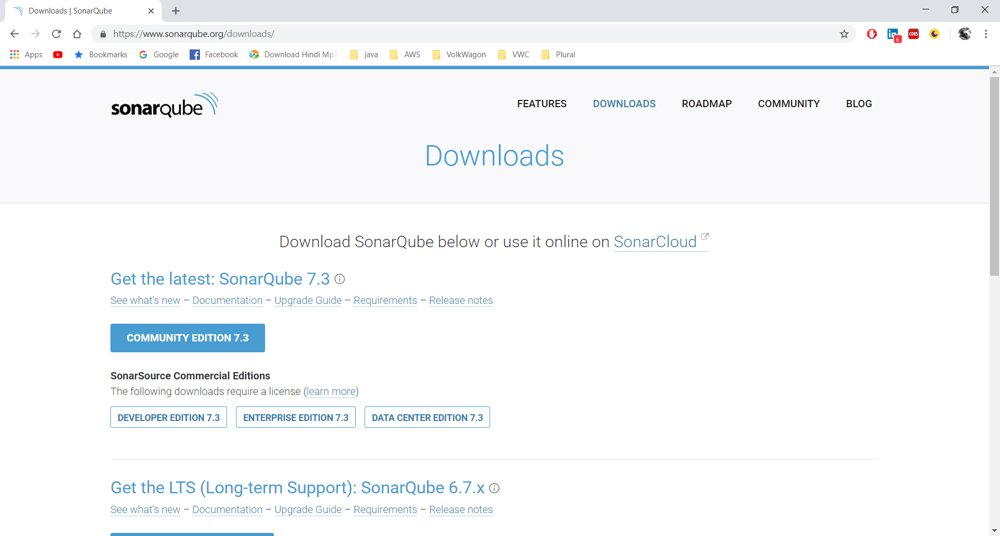 Downloads | SonarQube
https://www.sonarqube.org/downloads/
6
CORS
Apps Bookmarks Google Facebook Download Hindi Mp3 java AWS VolkWagon VWC Plural
sonarqube
FEATURES DOWNLOADS ROADMAP COMMUNITY BLOG
Downloads
Download SonarQube below or use it online on SonarCloud
Get the latest: SonarQube 7.3
See what's new – Documentation – Upgrade Guide – Requirements – Release notes
COMMUNITY EDITION 7.3
SonarSource Commercial Editions
The following downloads require a license (learn more)
DEVELOPER EDITION 7.3 ENTERPRISE EDITION 7.3 DATA CENTER EDITION 7.3
Get the LTS (Long-term Support): SonarQube 6.7.x
See what's new – Documentation – Upgrade Guide – Requirements – Release notes